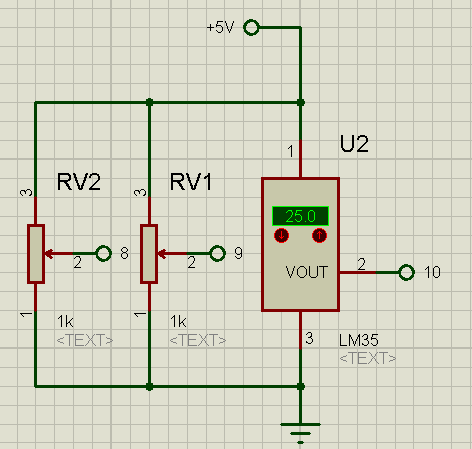 +5V
1
U2
3
RV2
3
RV1
25.0
2
8
2
9
VOUT
2
10
1
1k
<TEXT>
1
1k
<TEXT>
3
LM35
<TEXT>